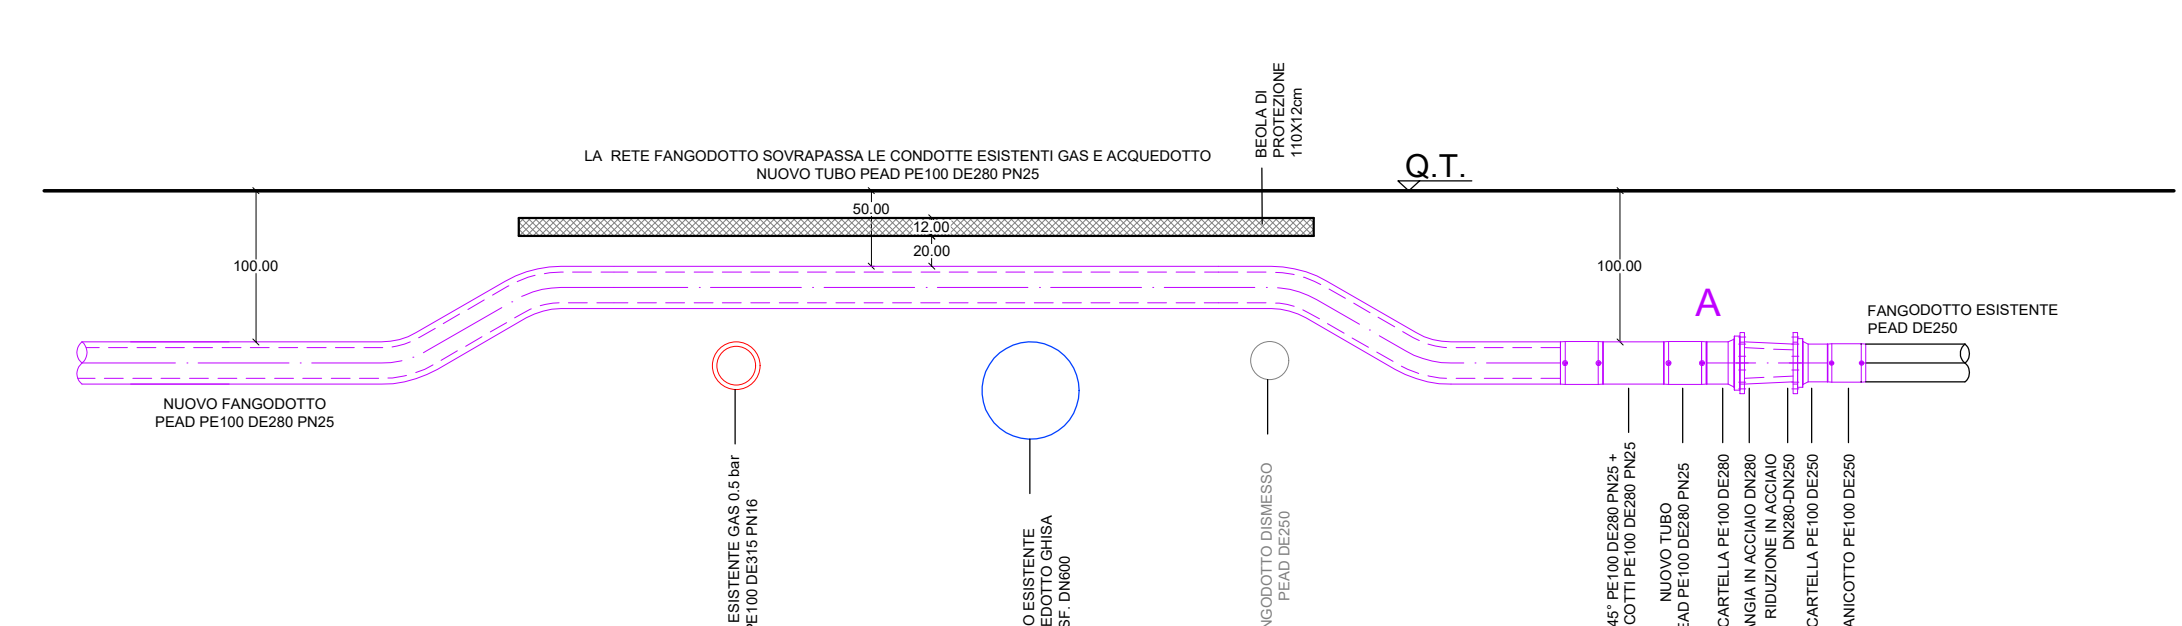 BEOLA DI
PROTEZIONE
110X12cm
LA RETE FANGODOTTO SOVRAPASSA LE CONDOTTE ESISTENTI GAS E ACQUEDOTTO
NUOVO TUBO PEAD PE100 DE280 PN25
Q.T.
50.00
12.00
20.00
100.00
100.00
A
FANGODOTTO ESISTENTE
PEAD DE250
NUOVO FANGODOTTO
PEAD PE100 DE280 PN25
ESISTENTE GAS 0.5 bar
PE100 DE315 PN16
O ESISTENTE
EDOTTO GHISA
SF. DN600
NGODOTTO DISMESSO
PEAD DE250
45° PE100 DE280 PN25 +
COTTI PE100 DE280 PN25
NUOVO TUBO
EAD PE100 DE280 PN25
CARTELLA PE100 DE280
ANGIA IN ACCIAIO DN280
RIDUZIONE IN ACCIAIO
DN280-DN250
CARTELLA PE100 DE250
ANICOTTO PE100 DE250